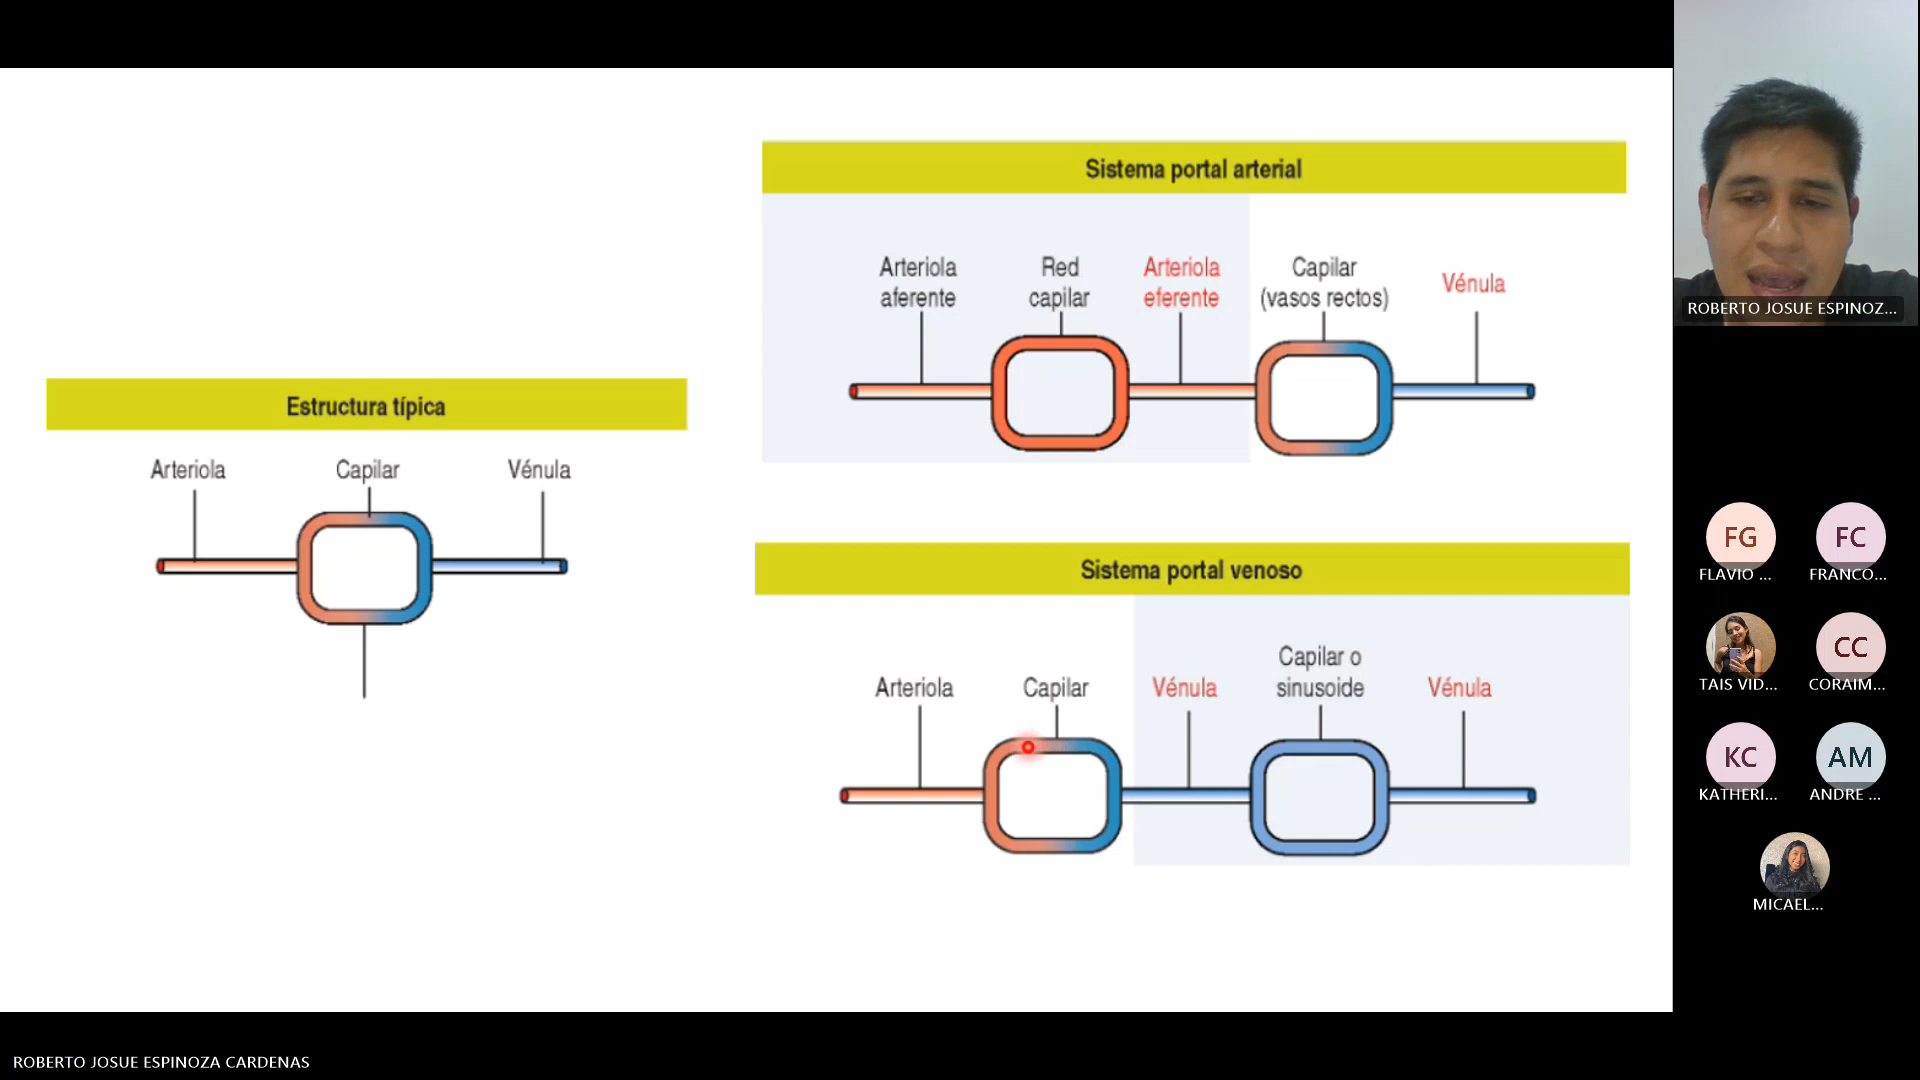 Estructura típica
Arteriola
Capilar
Vénula
Sistema portal arterial
Arteriola
aferente
Red
capilar
Arteriola
eferente
Capilar
(vasos rectos)
Vénula
Sistema portal venoso
Arteriola
Capilar
Vénula
Capilar o
sinusoide
Vénula
ROBERTO JOSUE ESPINOZ...
FG
FLAVIO ...
FC
FRANCO...
TAIS VID...
CC
CORAIM...
KC
KATHERI...
AM
ANDRE ...
MICAEL...
ROBERTO JOSUE ESPINOZA CARDENAS